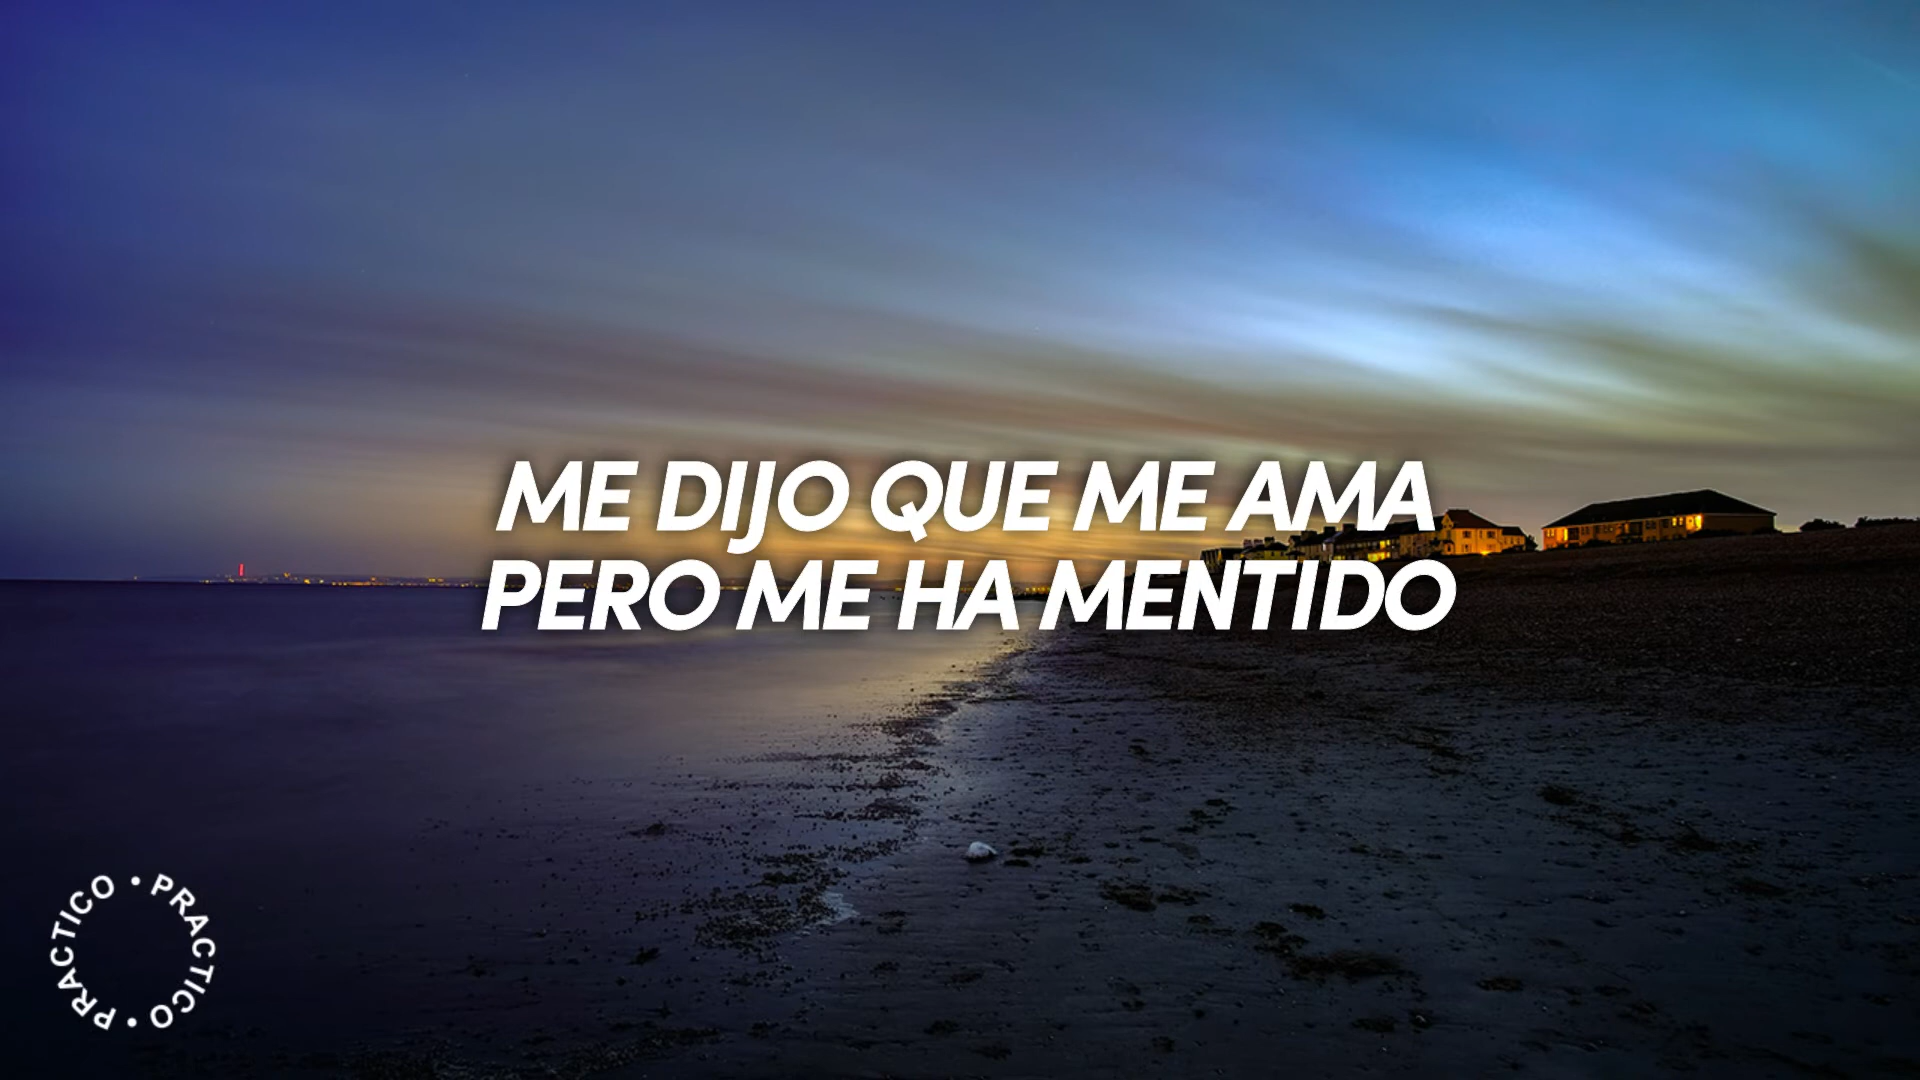 ME DIJO QUE ME AMA
PERO ME HA MENTIDO
PRACTICO • PRACTICO •